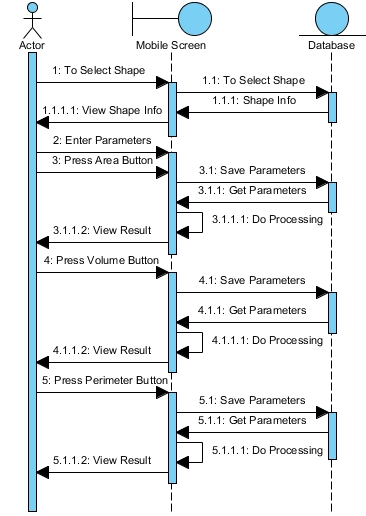 Actor
Mobile Screen
Database
1: To Select Shape
1.1: To Select Shape
1.1.1: Shape Info
1.1.1.1: View Shape Info
2: Enter Parameters
3: Press Area Button
3.1: Save Parameters
3.1.1: Get Parameters
3.1.1.1: Do Processing
3.1.1.2: View Result
4: Press Volume Button
4.1: Save Parameters
4.1.1: Get Parameters
4.1.1.1: Do Processing
4.1.1.2: View Result
5: Press Perimeter Button
5.1: Save Parameters
5.1.1: Get Parameters
5.1.1.1: Do Processing
5.1.1.2: View Result